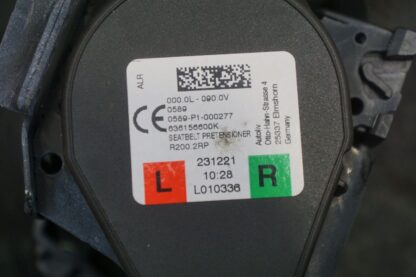 ALR
000.0L - 090.0V
0589
CE
0589-P1-000277
636156600K
SEATBELT PRETENSIONER
R200.2RP
Autoliv
Otto-Hahn-Strasse 4
25337 Elmshorn
Germany
L
231221
10:28
L010336
R